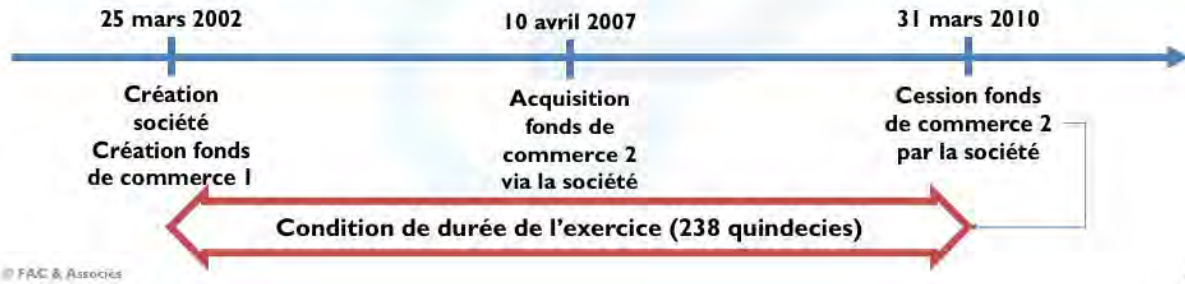 25 mars 2002
10 avril 2007
31 mars 2010
Création
société
Création fonds
de commerce 1
Acquisition
fonds de
commerce 2
via la société
Cession fonds
de commerce 2
par la société
Condition de durée de l’exercice (238 quindecies)
© FAC & Associés